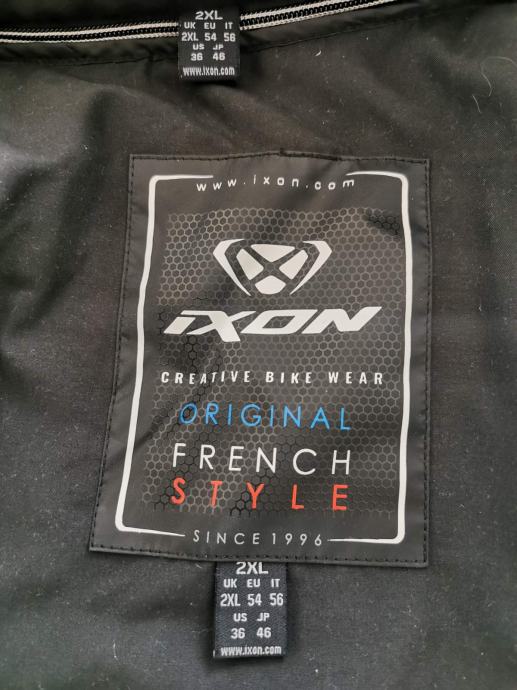 2XL
UK EU IT
2XL 54 56
US JP
36 46
www.ixon.com
www.ixon.com
iXON
CREATIVE BIKE WEAR
ORIGINAL
FRENCH
STYLE
SINCE 1996
2XL
UK EU IT
2XL 54 56
US JP
36 46
www.ixon.com